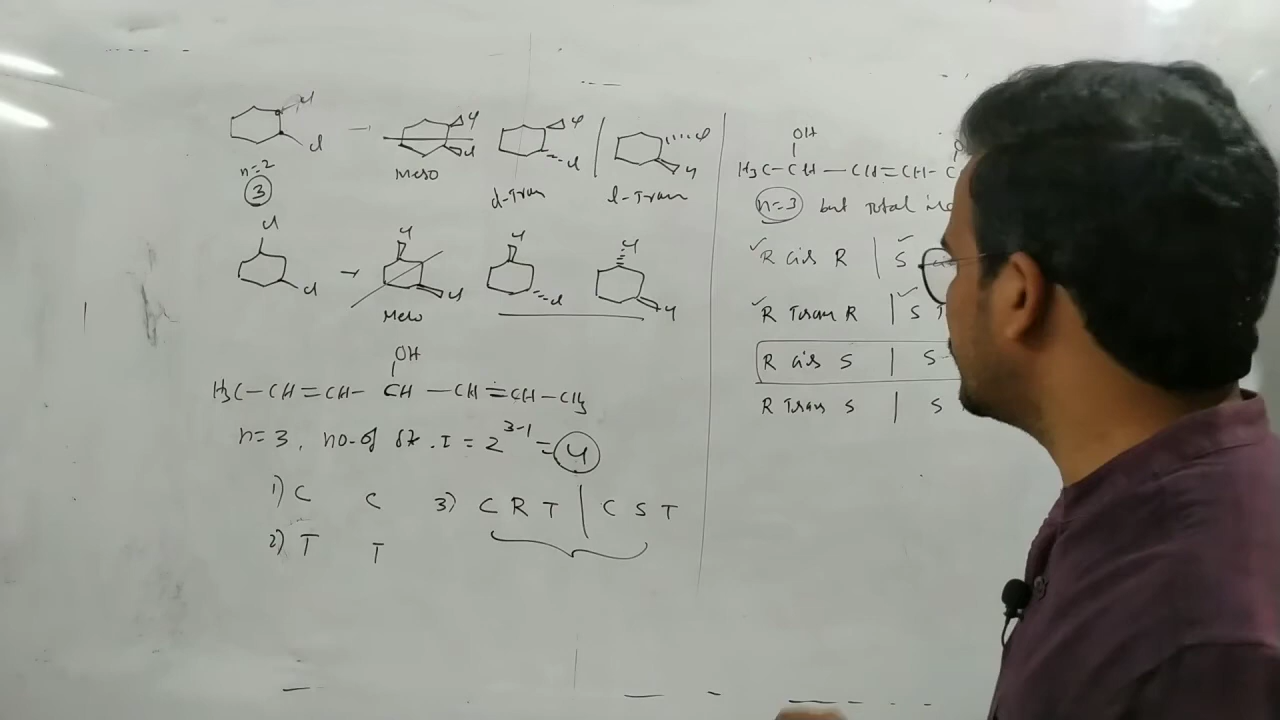 Cl
Cl
n=2
3
Cl
Cl
Meso
Cl
Cl
d-Tran
Cl
Cl
l-Tran
Cl
Cl
Cl
Cl
Meso
Cl
Cl
Cl
Cl
OH
H3C-CH=CH-CH-CH=CH-CH3
n=3, no-of st. I = 2^3-1 = 4
1) C C
2) T T
3) C R T | C S T
OH
H3C-CH-CH=CH-C
n=3 but Total
✓R cis R | ✓S
✓R Trans R | ✓S T
R cis S | S
R Trans S | S